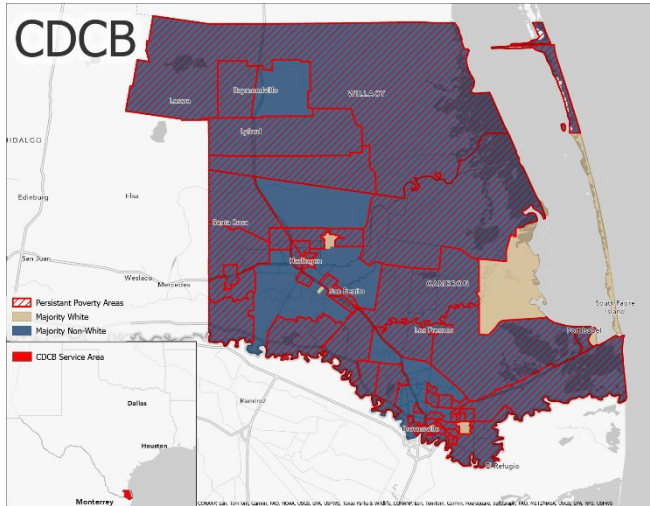 CDCB
Raymondville
WILLACY
Lasara
Lyford
HIDALGO
Edinburg
Elsa
Santa Rosa
San Juan
Harlingen
Weslaco
Mercedes
San Benito
CAMERON
Persistant Poverty Areas
Majority White
Majority Non-White
South Padre
Island
Los Fresnos
Port Isabel
CDCB Service Area
Dallas
Ramirez
Houston
Brownsville
El Refugio
Monterrey